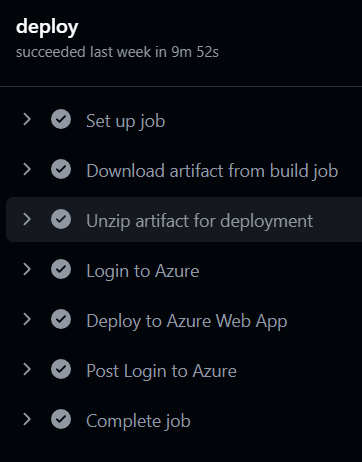 deploy
succeeded last week in 9m 52s
Set up job
Download artifact from build job
Unzip artifact for deployment
Login to Azure
Deploy to Azure Web App
Post Login to Azure
Complete job